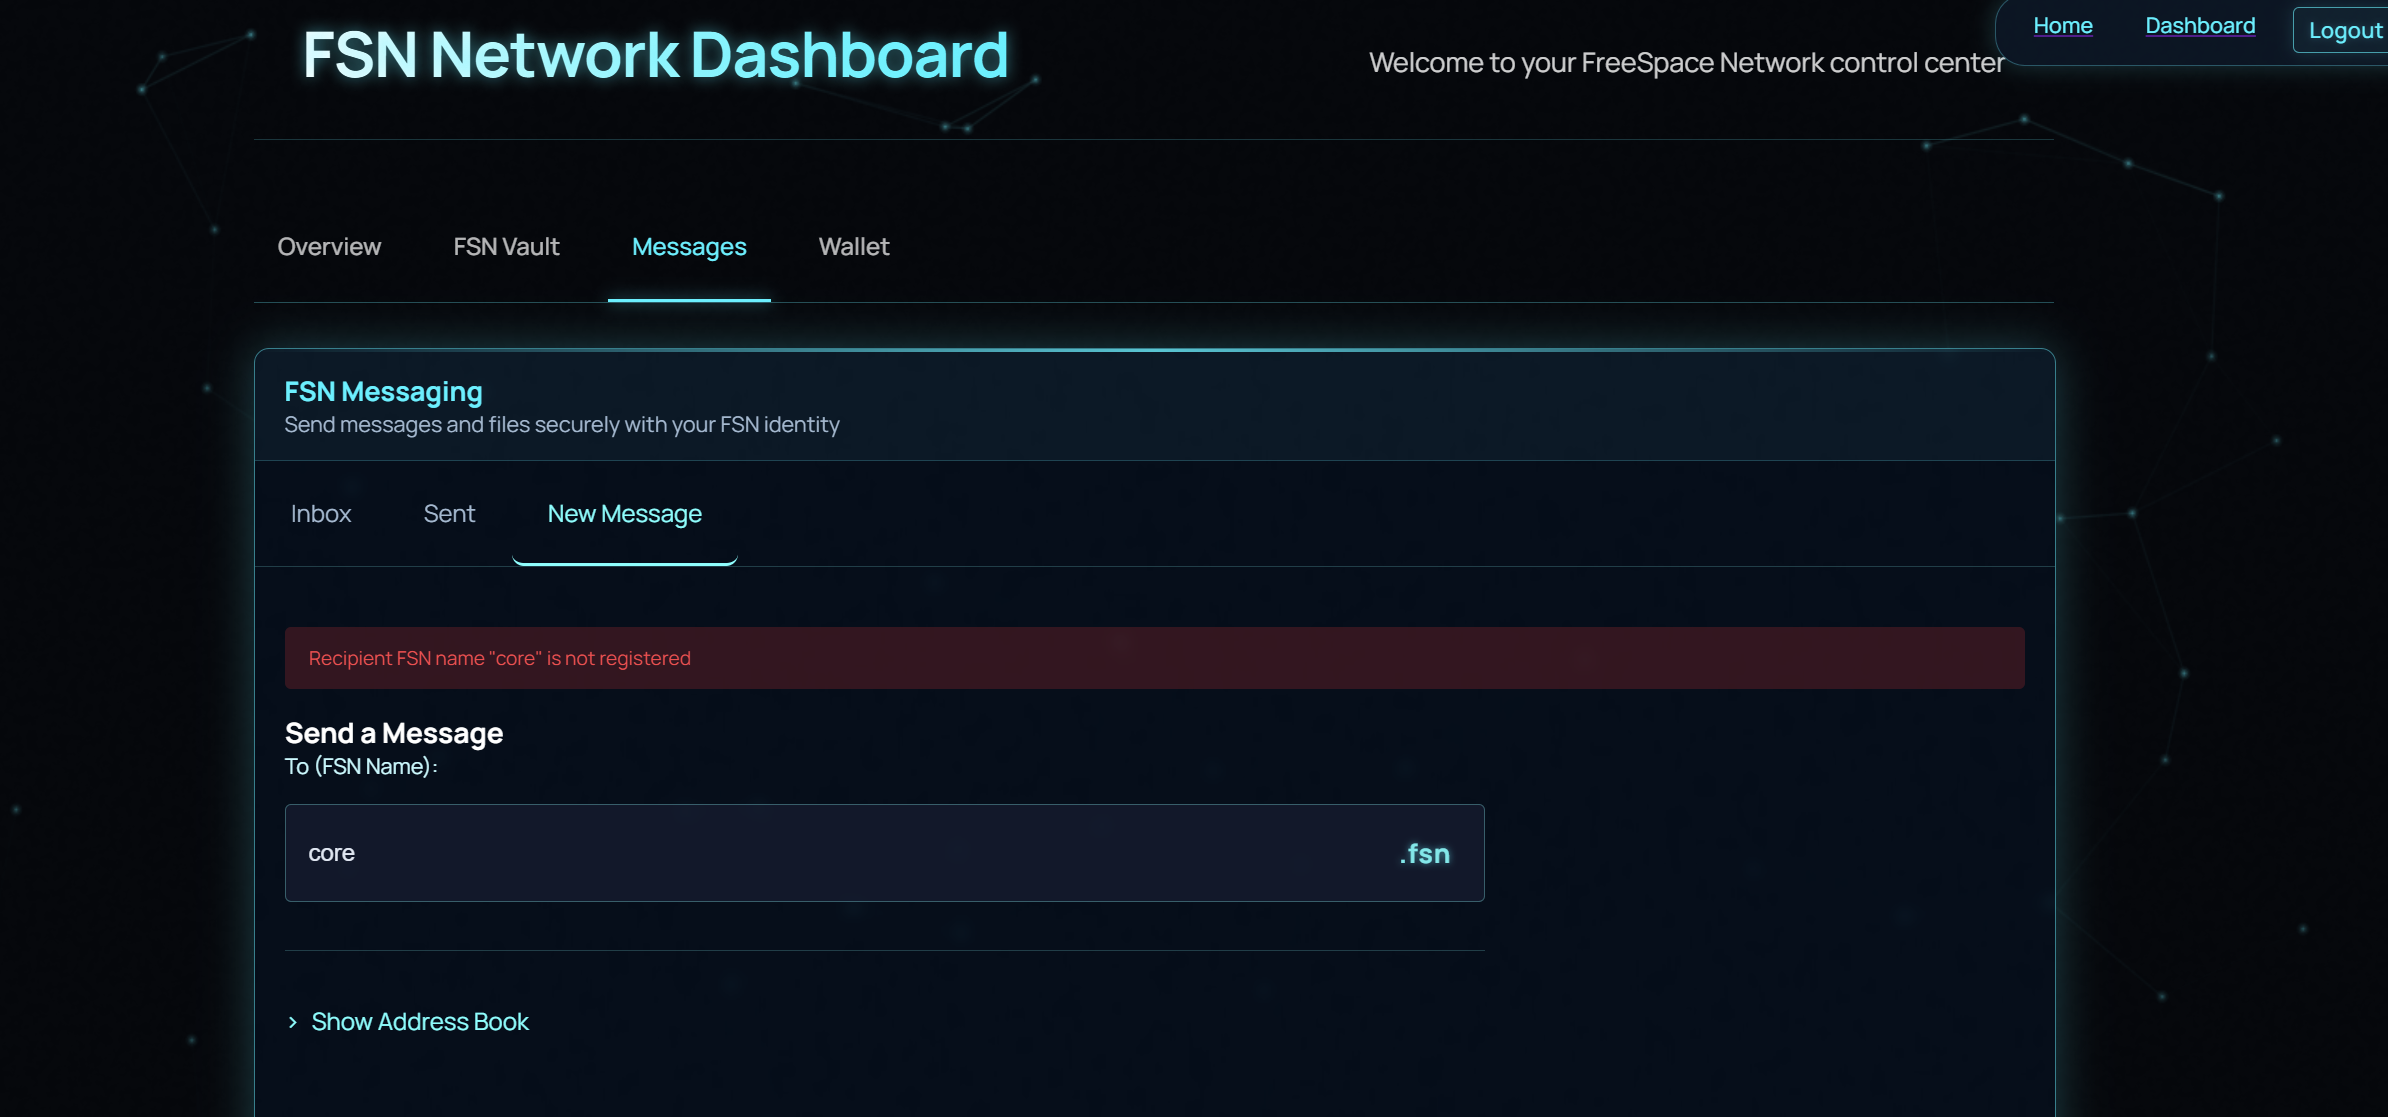 FSN Network Dashboard
Welcome to your FreeSpace Network control center
Home
Dashboard
Logout
Overview
FSN Vault
Messages
Wallet
FSN Messaging
Send messages and files securely with your FSN identity
Inbox
Sent
New Message
Recipient FSN name "core" is not registered
Send a Message
To (FSN Name):
core
.fsn
Show Address Book